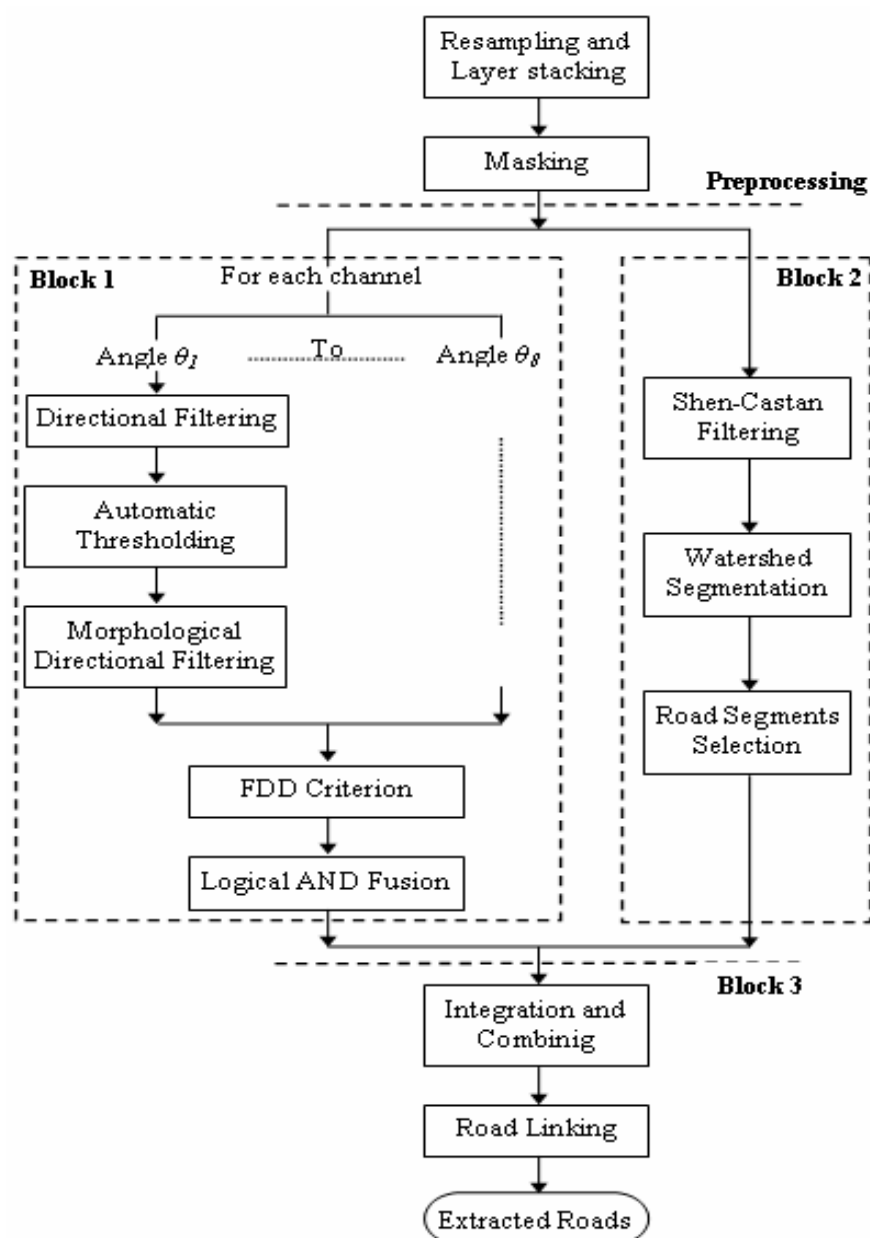 Resampling and
Layer stacking
Masking
Preprocessing
Block 1
For each channel
Angle θ1
To
Angle θ8
Directional Filtering
Automatic
Thresholding
Morphological
Directional Filtering
FDD Criterion
Logical AND Fusion
Block 2
Shen-Castan
Filtering
Watershed
Segmentation
Road Segments
Selection
Block 3
Integration and
Combinig
Road Linking
Extracted Roads